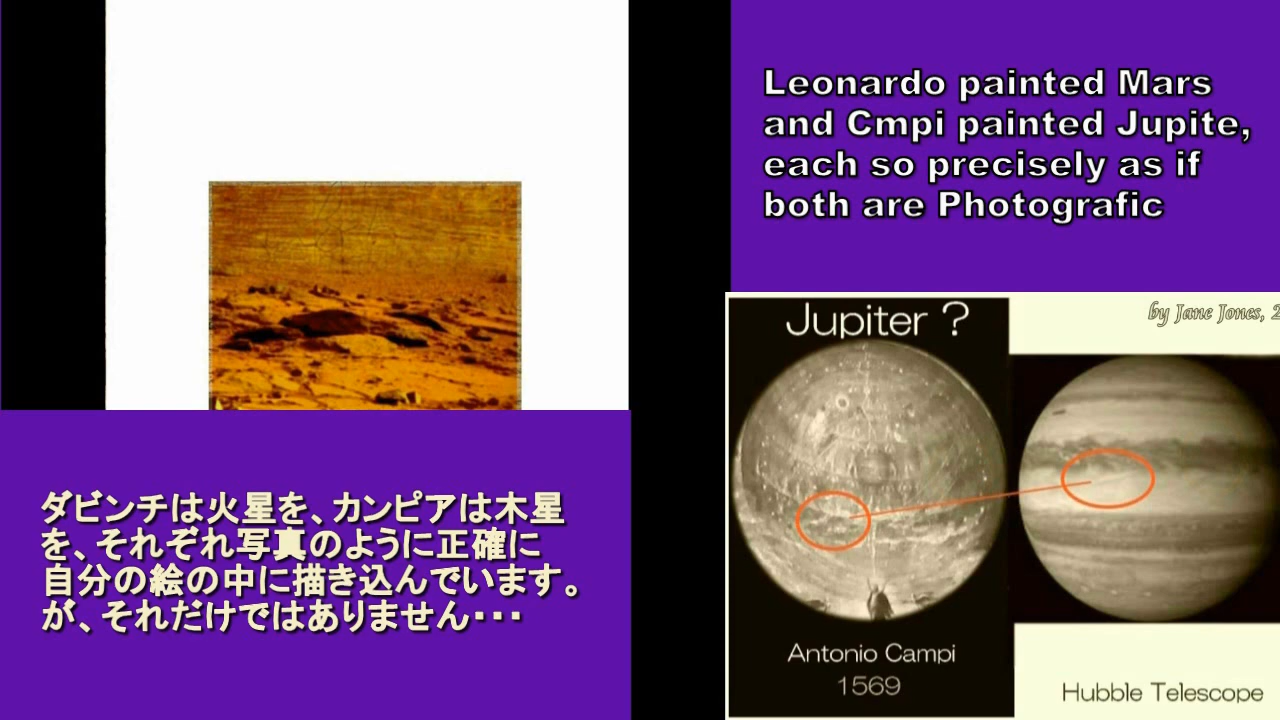 Leonardo painted Mars
and Cmpi painted Jupite,
each so precisely as if
both are Photografic
Jupiter ?
by Jane Jones, 2
Antonio Campi
1569
Hubble Telescope
ダビンチは火星を、カンピアは木星
を、それぞれ写真のように正確に
自分の絵の中に描き込んでいます。
が、それだけではありません・・・